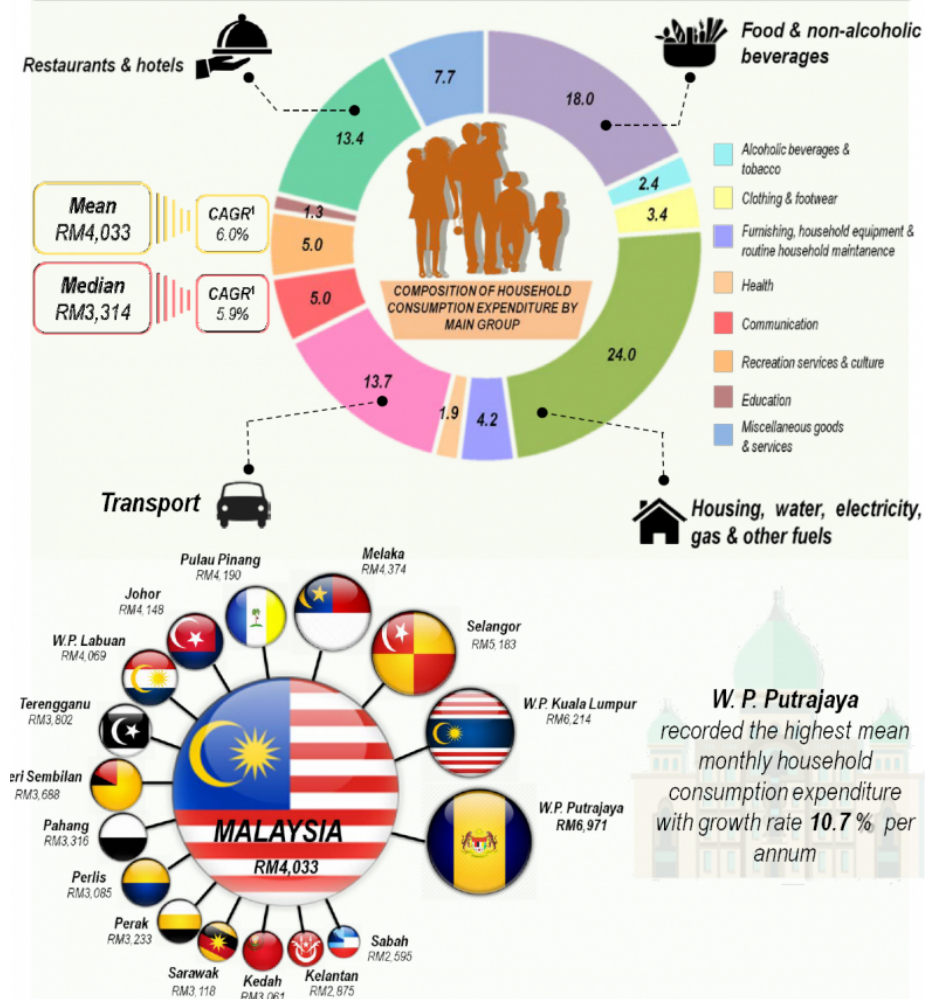 Restaurants & hotels
Food & non-alcoholic
beverages
7.7
18.0
13.4
2.4
3.4
1.3
5.0
5.0
24.0
13.7
1.9
4.2
Mean
RM4,033
CAGR¹
6.0%
Median
RM3,314
CAGR¹
5.9%
COMPOSITION OF HOUSEHOLD
CONSUMPTION EXPENDITURE BY
MAIN GROUP
Alcoholic beverages &
tobacco
Clothing & footwear
Furnishing, household equipment &
routine household maintanence
Health
Communication
Recreation services & culture
Education
Miscellaneous goods
& services
Transport
Housing, water, electricity,
gas & other fuels
Pulau Pinang
RM4,190
Melaka
RM4,374
Johor
RM4,148
Selangor
RM5,183
W.P. Labuan
RM4,069
W.P. Kuala Lumpur
RM6,214
Terengganu
RM3,802
eri Sembilan
RM3,688
W.P. Putrajaya
RM6,971
Pahang
RM3,316
MALAYSIA
RM4,033
Perlis
RM3,085
Perak
RM3,233
Sarawak
RM3,118
Kedah
RM3,061
Kelantan
RM2,875
Sabah
RM2,595
W. P. Putrajaya
recorded the highest mean
monthly household
consumption expenditure
with growth rate 10.7 % per
annum